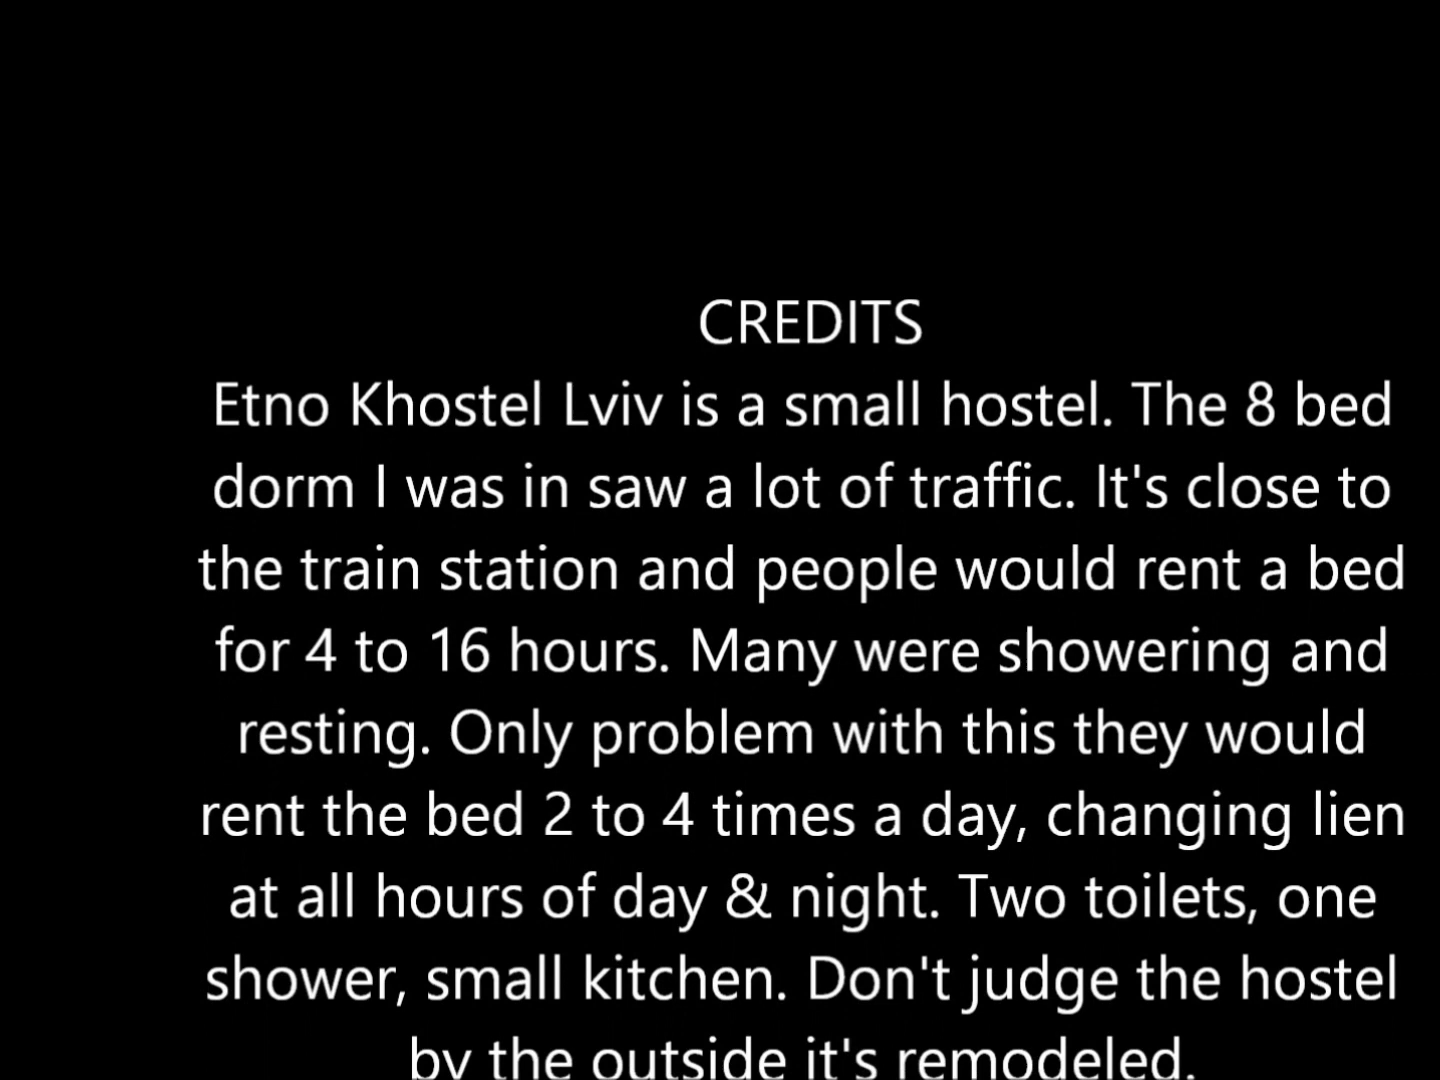 CREDITS
Etno Khostel Lviv is a small hostel. The 8 bed
dorm I was in saw a lot of traffic. It's close to
the train station and people would rent a bed
for 4 to 16 hours. Many were showering and
resting. Only problem with this they would
rent the bed 2 to 4 times a day, changing lien
at all hours of day & night. Two toilets, one
shower, small kitchen. Don't judge the hostel
by the outside it's remodeled.